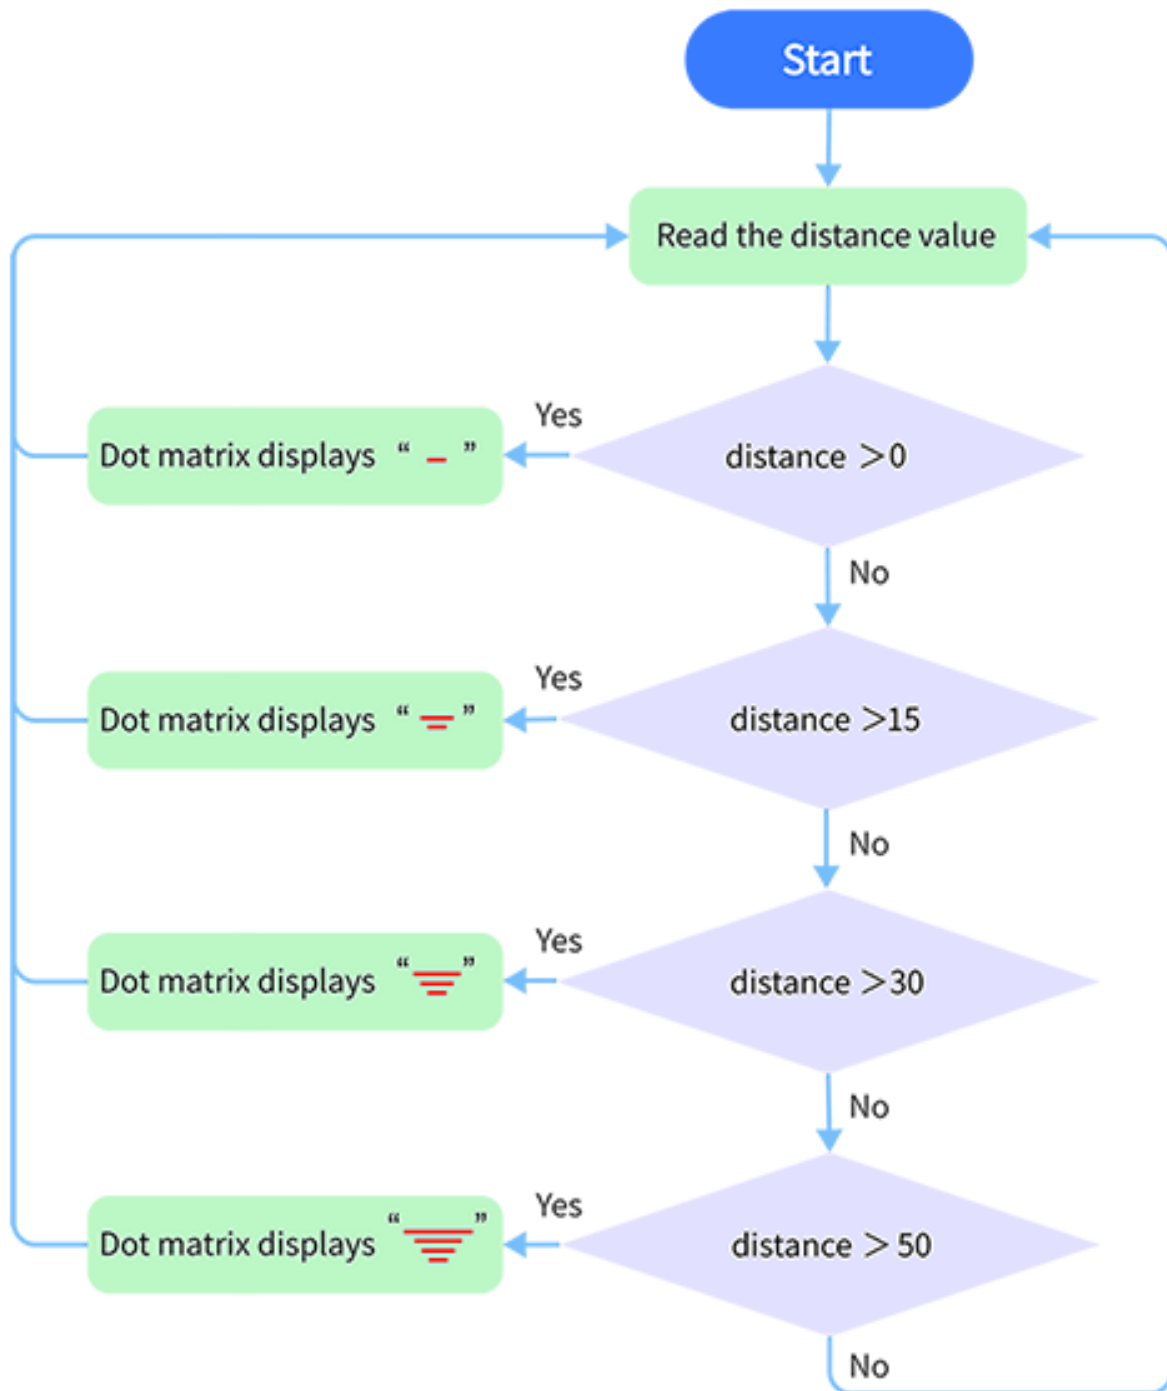 Start
Read the distance value
Yes
Dot matrix displays “ – ”
distance >0
No
Yes
Dot matrix displays “ ”
distance >15
No
Yes
Dot matrix displays “ ”
distance >30
No
Yes
Dot matrix displays “ ”
distance > 50
No